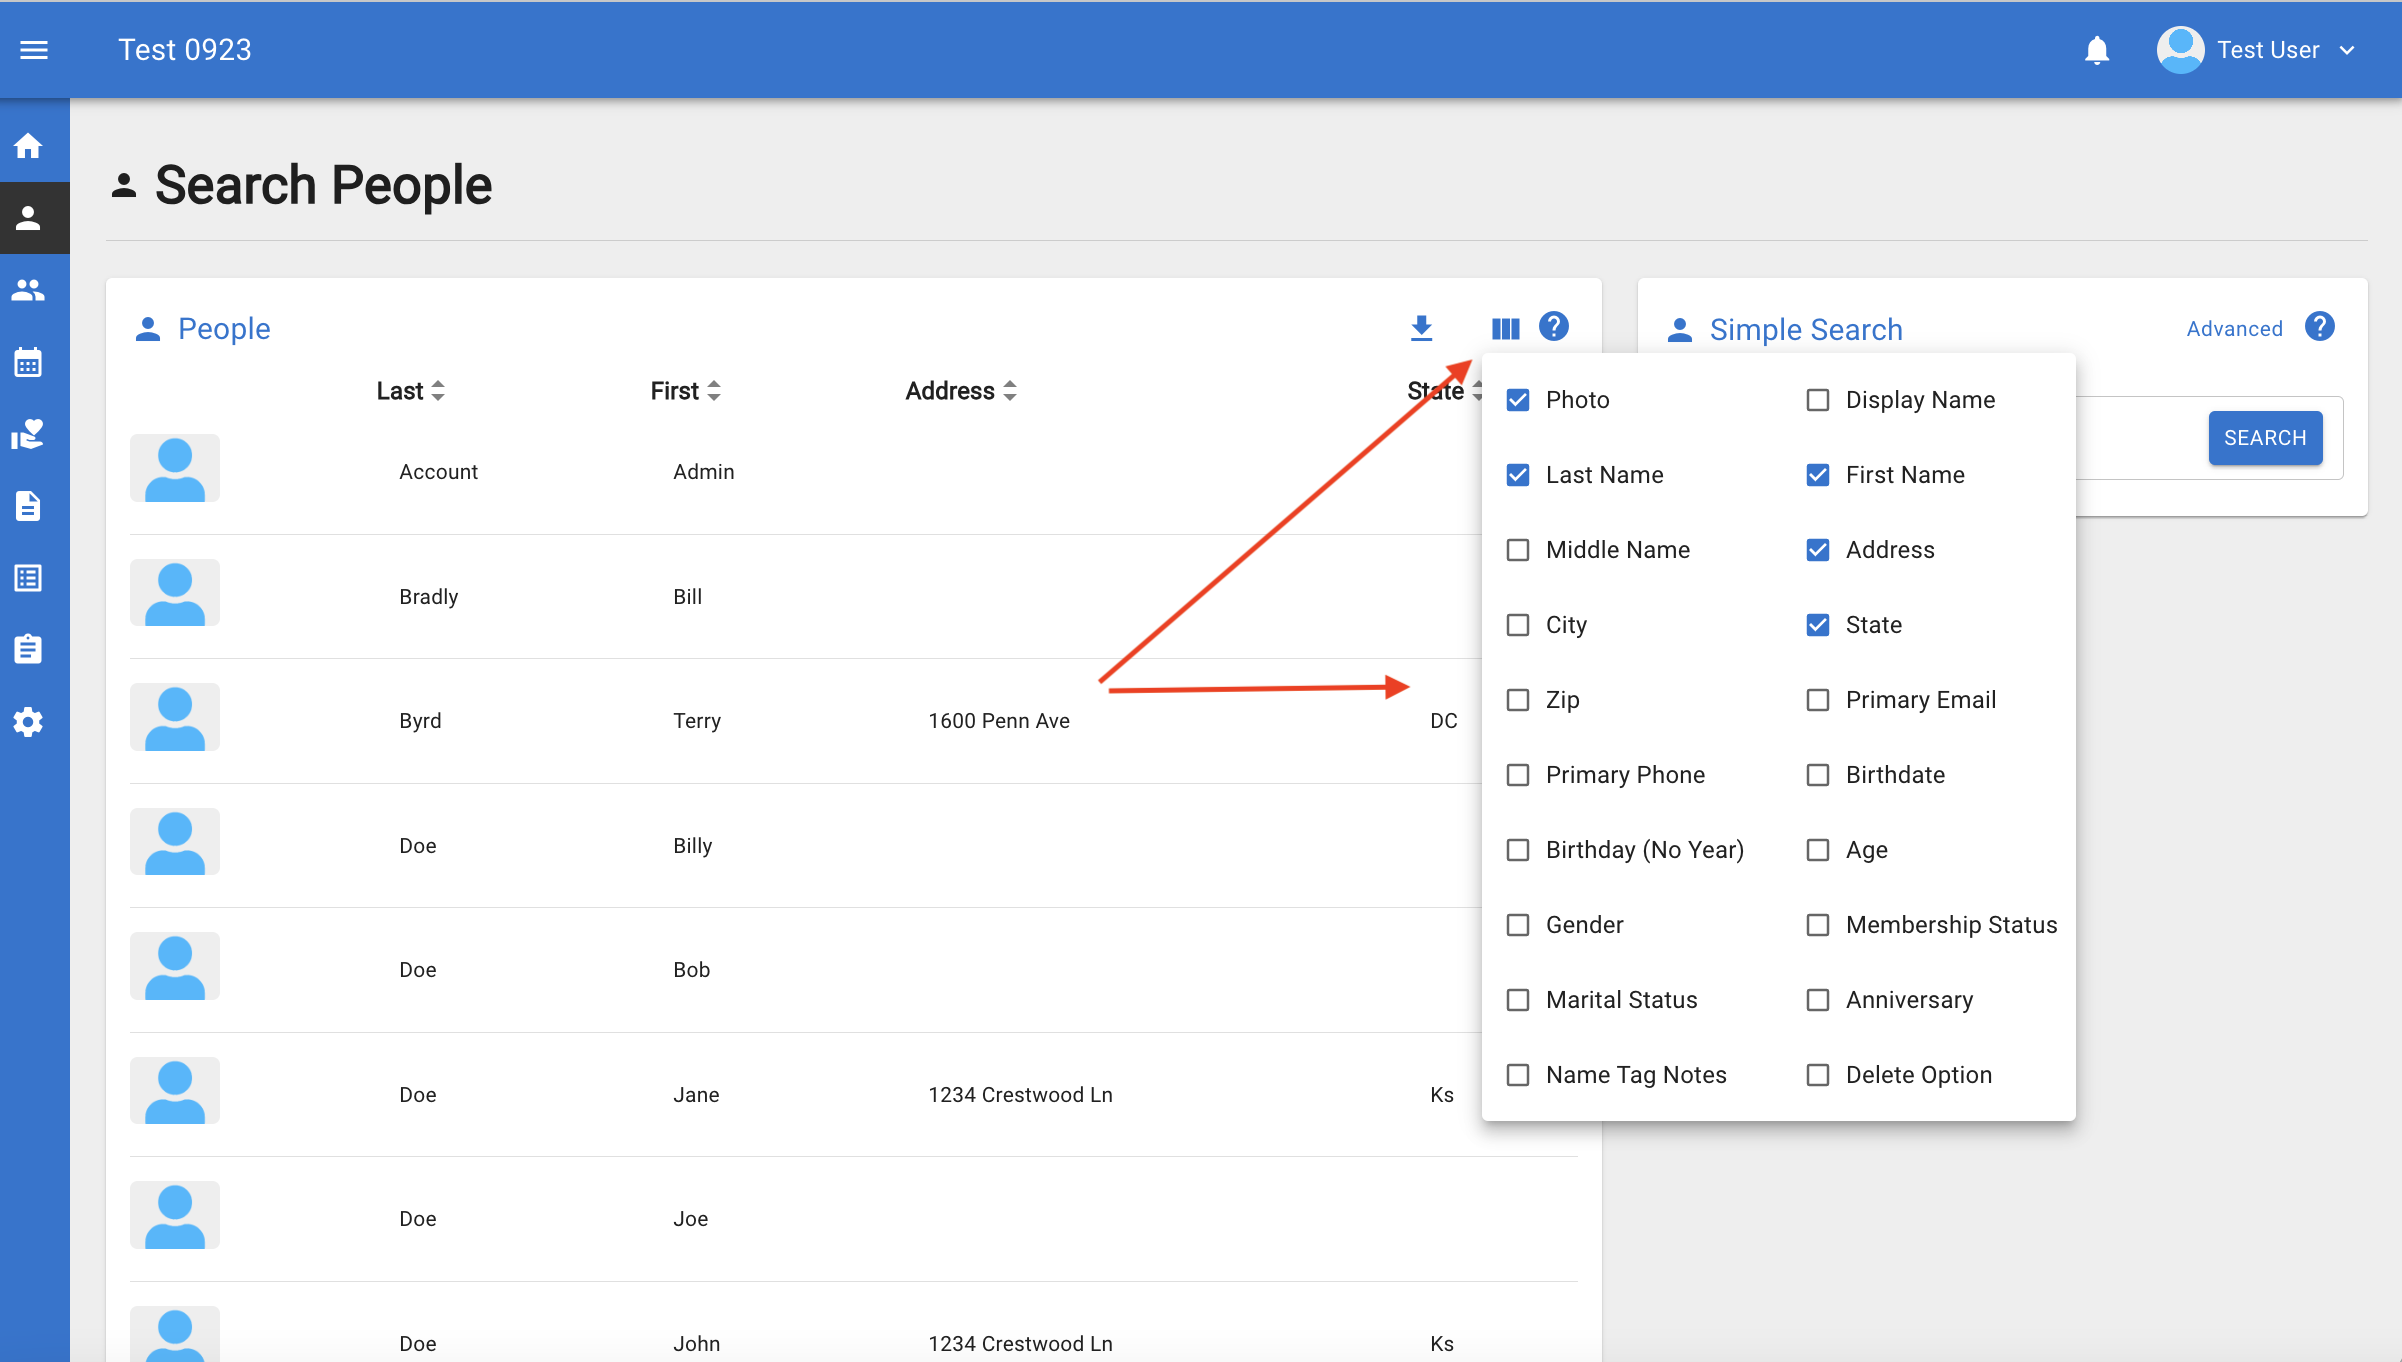 Test 0923
Test User
Search People
People
Last First Address State
Account Admin
Bradly Bill
Byrd Terry 1600 Penn Ave DC
Doe Billy
Doe Bob
Doe Jane 1234 Crestwood Ln Ks
Doe Joe
Doe John 1234 Crestwood Ln Ks
Simple Search
Advanced
SEARCH
Photo Display Name
Last Name First Name
Middle Name Address
City State
Zip Primary Email
Primary Phone Birthdate
Birthday (No Year) Age
Gender Membership Status
Marital Status Anniversary
Name Tag Notes Delete Option